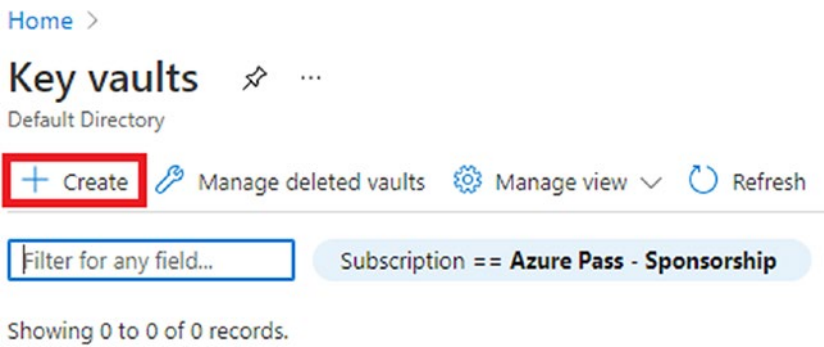 Home >
Key vaults ...
Default Directory
+ Create Manage deleted vaults Manage view Refresh
Filter for any field... Subscription == Azure Pass - Sponsorship
Showing 0 to 0 of 0 records.